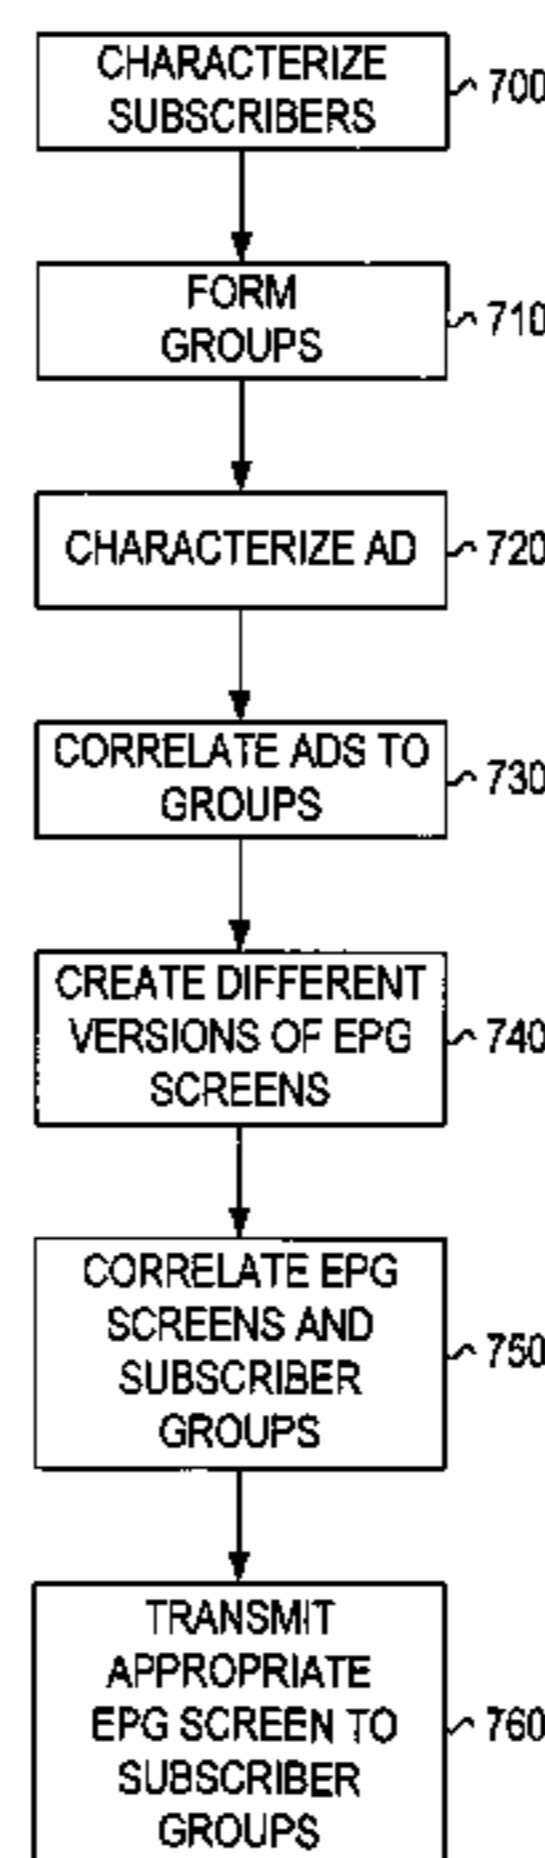 CHARACTERIZE
SUBSCRIBERS
700
FORM
GROUPS
710
CHARACTERIZE AD
720
CORRELATE ADS TO
GROUPS
730
CREATE DIFFERENT
VERSIONS OF EPG
SCREENS
740
CORRELATE EPG
SCREENS AND
SUBSCRIBER
GROUPS
750
TRANSMIT
APPROPRIATE
EPG SCREEN TO
SUBSCRIBER
GROUPS
760